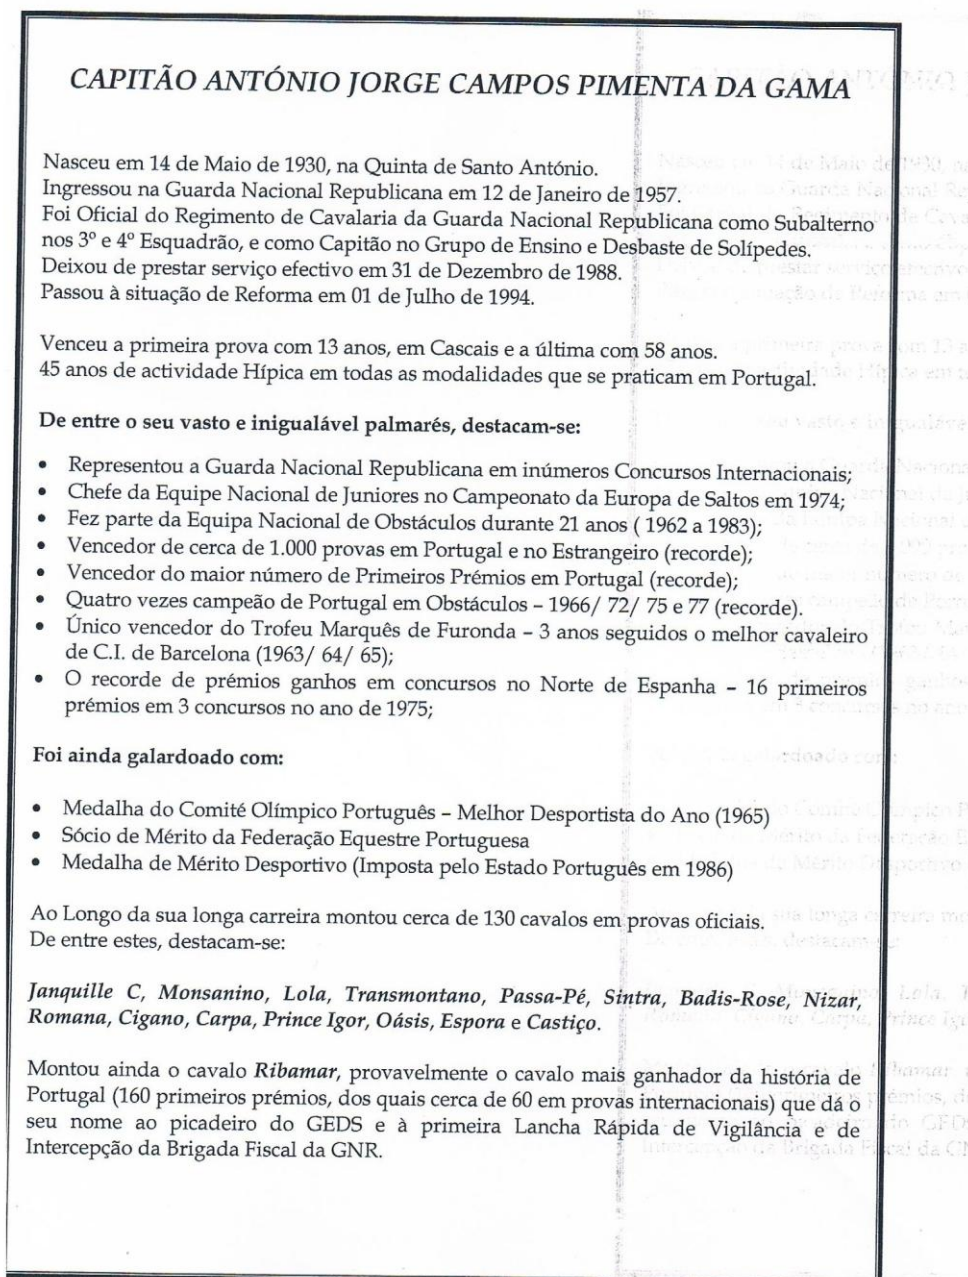 CAPITÃO ANTÓNIO JORGE CAMPOS PIMENTA DA GAMA
Nasceu em 14 de Maio de 1930, na Quinta de Santo António.
Ingressou na Guarda Nacional Republicana em 12 de Janeiro de 1957.
Foi Oficial do Regimento de Cavalaria da Guarda Nacional Republicana como Subalterno
nos 3º e 4º Esquadrão, e como Capitão no Grupo de Ensino e Desbaste de Solípedes.
Deixou de prestar serviço efectivo em 31 de Dezembro de 1988.
Passou à situação de Reforma em 01 de Julho de 1994.
Venceu a primeira prova com 13 anos, em Cascais e a última com 58 anos.
45 anos de actividade Hípica em todas as modalidades que se praticam em Portugal.
De entre o seu vasto e inigualável palmarés, destacam-se:
• Representou a Guarda Nacional Republicana em inúmeros Concursos Internacionais;
• Chefe da Equipe Nacional de Juniores no Campeonato da Europa de Saltos em 1974;
• Fez parte da Equipa Nacional de Obstáculos durante 21 anos ( 1962 a 1983);
• Vencedor de cerca de 1.000 provas em Portugal e no Estrangeiro (recorde);
• Vencedor do maior número de Primeiros Prémios em Portugal (recorde);
• Quatro vezes campeão de Portugal em Obstáculos – 1966/ 72/ 75 e 77 (recorde).
• Único vencedor do Trofeu Marquês de Furonda – 3 anos seguidos o melhor cavaleiro
de C.I. de Barcelona (1963/ 64/ 65);
• O recorde de prémios ganhos em concursos no Norte de Espanha – 16 primeiros
prémios em 3 concursos no ano de 1975;
Foi ainda galardoado com:
• Medalha do Comité Olímpico Português – Melhor Desportista do Ano (1965)
• Sócio de Mérito da Federação Equestre Portuguesa
• Medalha de Mérito Desportivo (Imposta pelo Estado Português em 1986)
Ao Longo da sua longa carreira montou cerca de 130 cavalos em provas oficiais.
De entre estes, destacam-se:
Janquille C, Monsanino, Lola, Transmontano, Passa-Pé, Sintra, Badis-Rose, Nizar,
Romana, Cigano, Carpa, Prince Igor, Oásis, Espora e Castiço.
Montou ainda o cavalo Ribamar, provavelmente o cavalo mais ganhador da história de
Portugal (160 primeiros prémios, dos quais cerca de 60 em provas internacionais) que dá o
seu nome ao picadeiro do GEDS e à primeira Lancha Rápida de Vigilância e de
Intercepção da Brigada Fiscal da GNR.